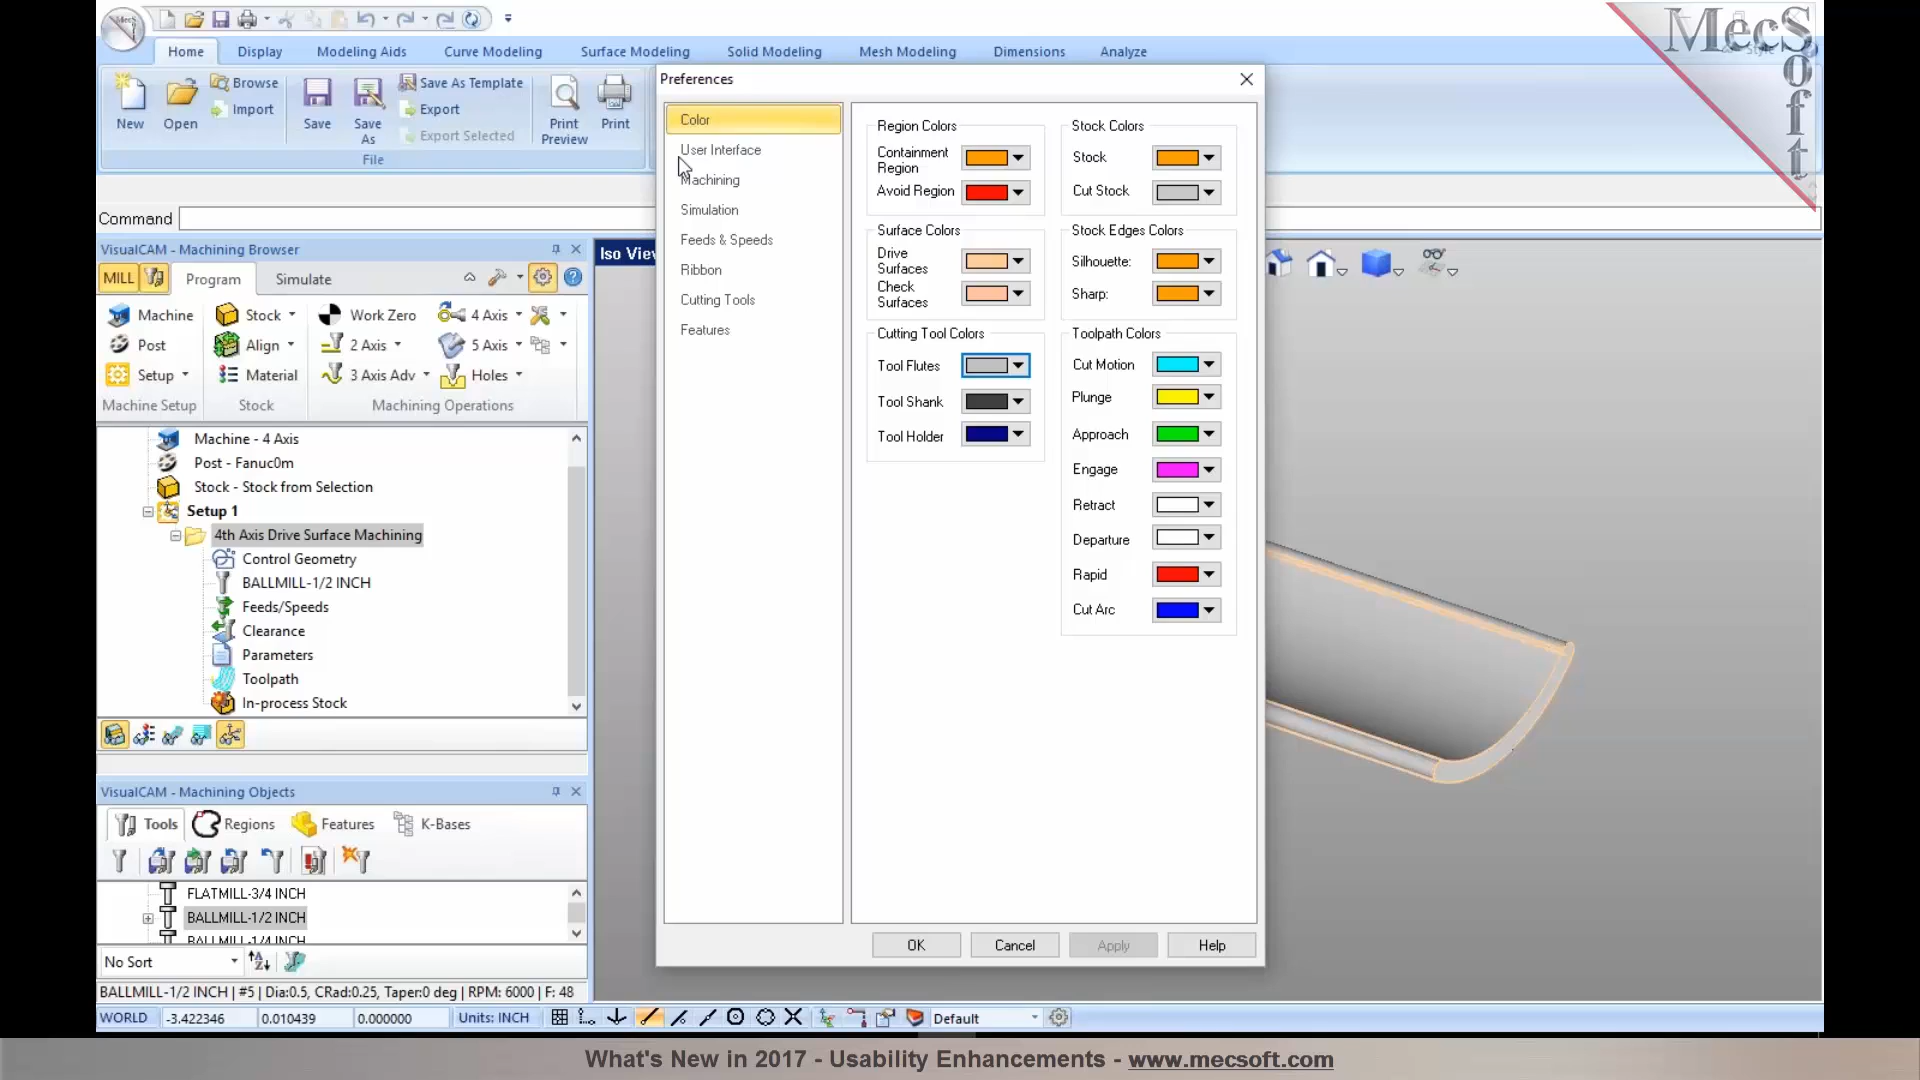 MecSoft
Home Display Modeling Aids Curve Modeling Surface Modeling Solid Modeling Mesh Modeling Dimensions Analyze
New Open Browse Import Save Save As Save As Template Export Export Selected Print Preview Print
File
Command
VisualCAM - Machining Browser
MILL Program Simulate
Machine Stock Work Zero 4 Axis
Post Align 2 Axis 5 Axis
Setup Material 3 Axis Adv Holes
Machine Setup Stock Machining Operations
Machine - 4 Axis
Post - Fanuc0m
Stock - Stock from Selection
Setup 1
4th Axis Drive Surface Machining
Control Geometry
BALLMILL-1/2 INCH
Feeds/Speeds
Clearance
Parameters
Toolpath
In-process Stock
VisualCAM - Machining Objects
Tools Regions Features K-Bases
FLATMILL-3/4 INCH
BALLMILL-1/2 INCH
BALLMILL-1/4 INCH
No Sort
BALLMILL-1/2 INCH | #5 | Dia:0.5, CRad:0.25, Taper:0 deg | RPM: 6000 | F: 48
WORLD -3.422346 0.010439 0.000000 Units: INCH Default
Iso View
Preferences
Color
User Interface
Machining
Simulation
Feeds & Speeds
Ribbon
Cutting Tools
Features
Region Colors
Containment Region
Avoid Region
Surface Colors
Drive Surfaces
Check Surfaces
Cutting Tool Colors
Tool Flutes
Tool Shank
Tool Holder
Stock Colors
Stock
Cut Stock
Stock Edges Colors
Silhouette:
Sharp:
Toolpath Colors
Cut Motion
Plunge
Approach
Engage
Retract
Departure
Rapid
Cut Arc
OK Cancel Apply Help
What's New in 2017 - Usability Enhancements - www.mecsoft.com